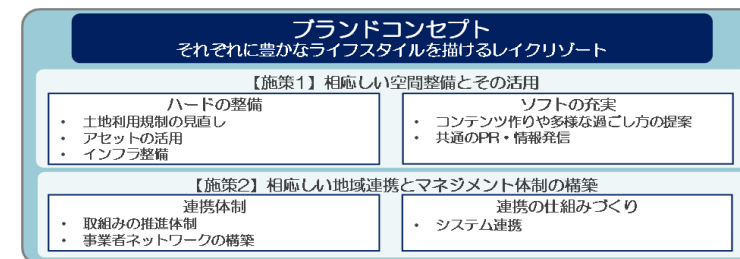 ブランドコンセプト
それぞれに豊かなライフスタイルを描けるレイクリゾート
【施策1】相応しい空間整備とその活用
ハードの整備
・ 土地利用規制の見直し
・ アセットの活用
・ インフラ整備
ソフトの充実
・ コンテンツ作りや多様な過ごし方の提案
・ 共通のPR・情報発信
【施策2】相応しい地域連携とマネジメント体制の構築
連携体制
・ 取組みの推進体制
・ 事業者ネットワークの構築
連携の仕組みづくり
・ システム連携